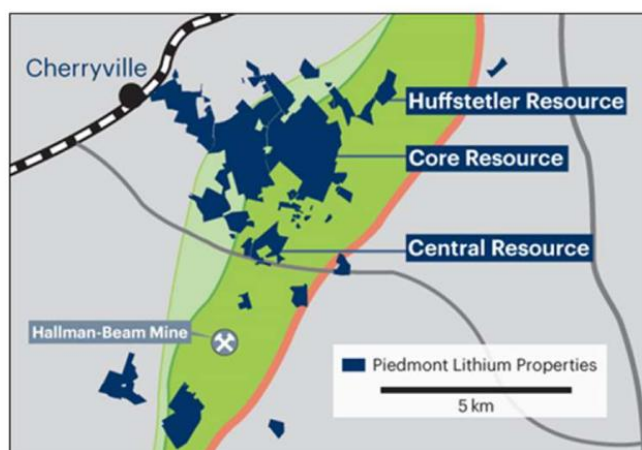 Cherryville
Huffstetler Resource
Core Resource
Central Resource
Hallman-Beam Mine
Piedmont Lithium Properties
5 km